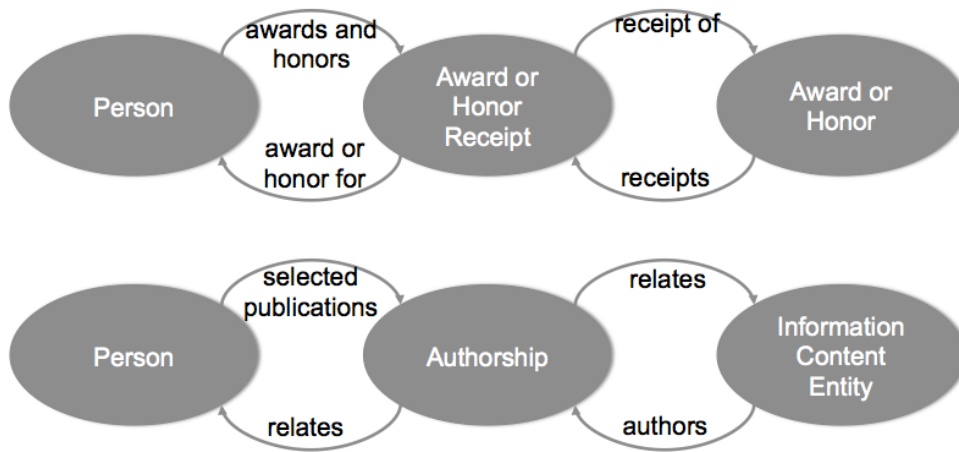 awards and
honors
receipt of
Person
Award or
Honor
Receipt
Award or
Honor
award or
honor for
receipts
selected
publications
relates
Person
Authorship
Information
Content
Entity
relates
authors